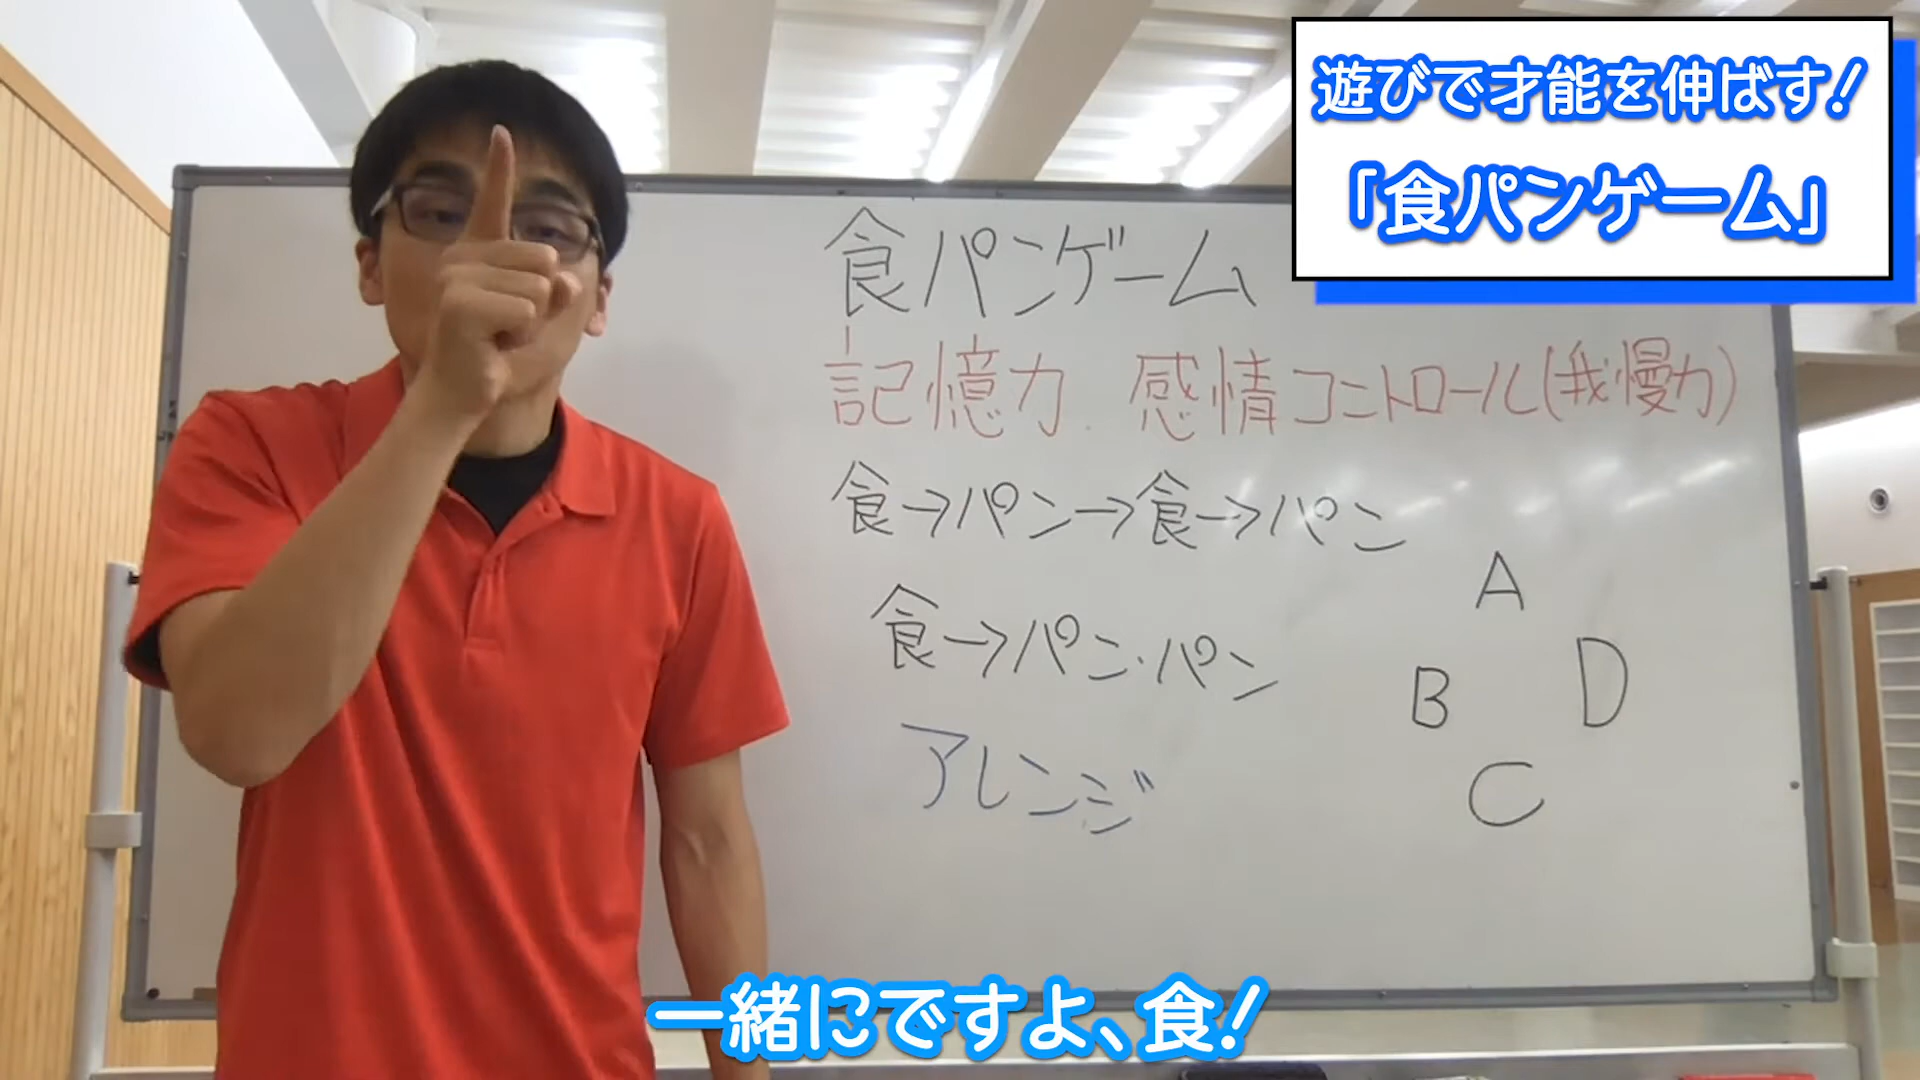 遊びで才能を伸ばす!
「食パンゲーム」
食パンゲーム
記憶力、感情コントロール(我慢力)
食→パン→食→パン
食→パン・パン
アレンジ
A
B
D
C
一緒にですよ、食!